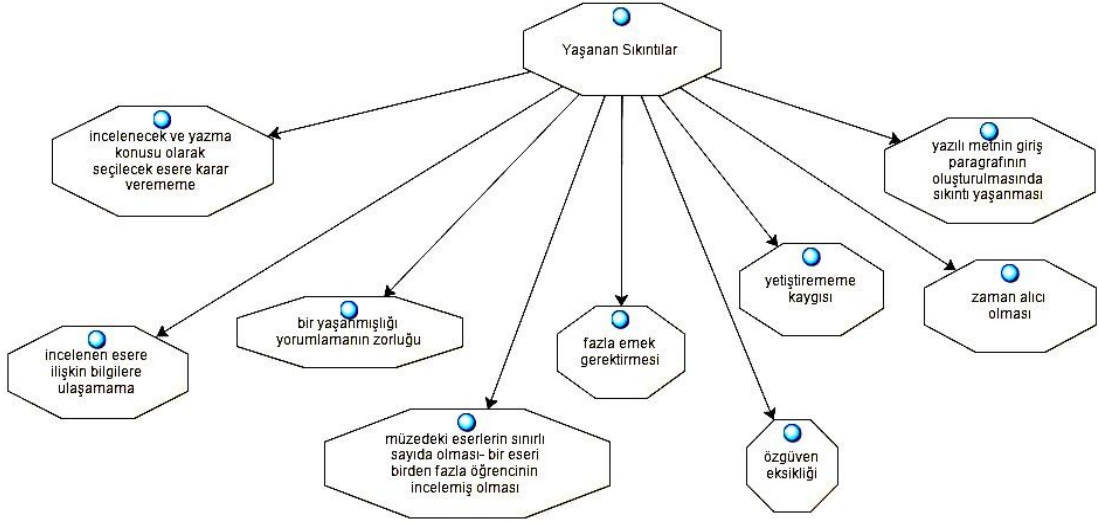 Yaşanan Sıkıntılar
incelenecek ve yazma
konusu olarak
seçilecek esere karar
verememe
yazılı metnin giriş
paragrafının
oluşturulmasında
sıkıntı yaşanması
yetiştirememe
kaygısı
zaman alıcı
olması
bir yaşanmışlığı
yorumlamanın zorluğu
fazla emek
gerektirmesi
incelenen esere
ilişkin bilgilere
ulaşamama
müzedeki eserlerin sınırlı
sayıda olması- bir eseri
birden fazla öğrencinin
incelemiş olması
özgüven
eksikliği